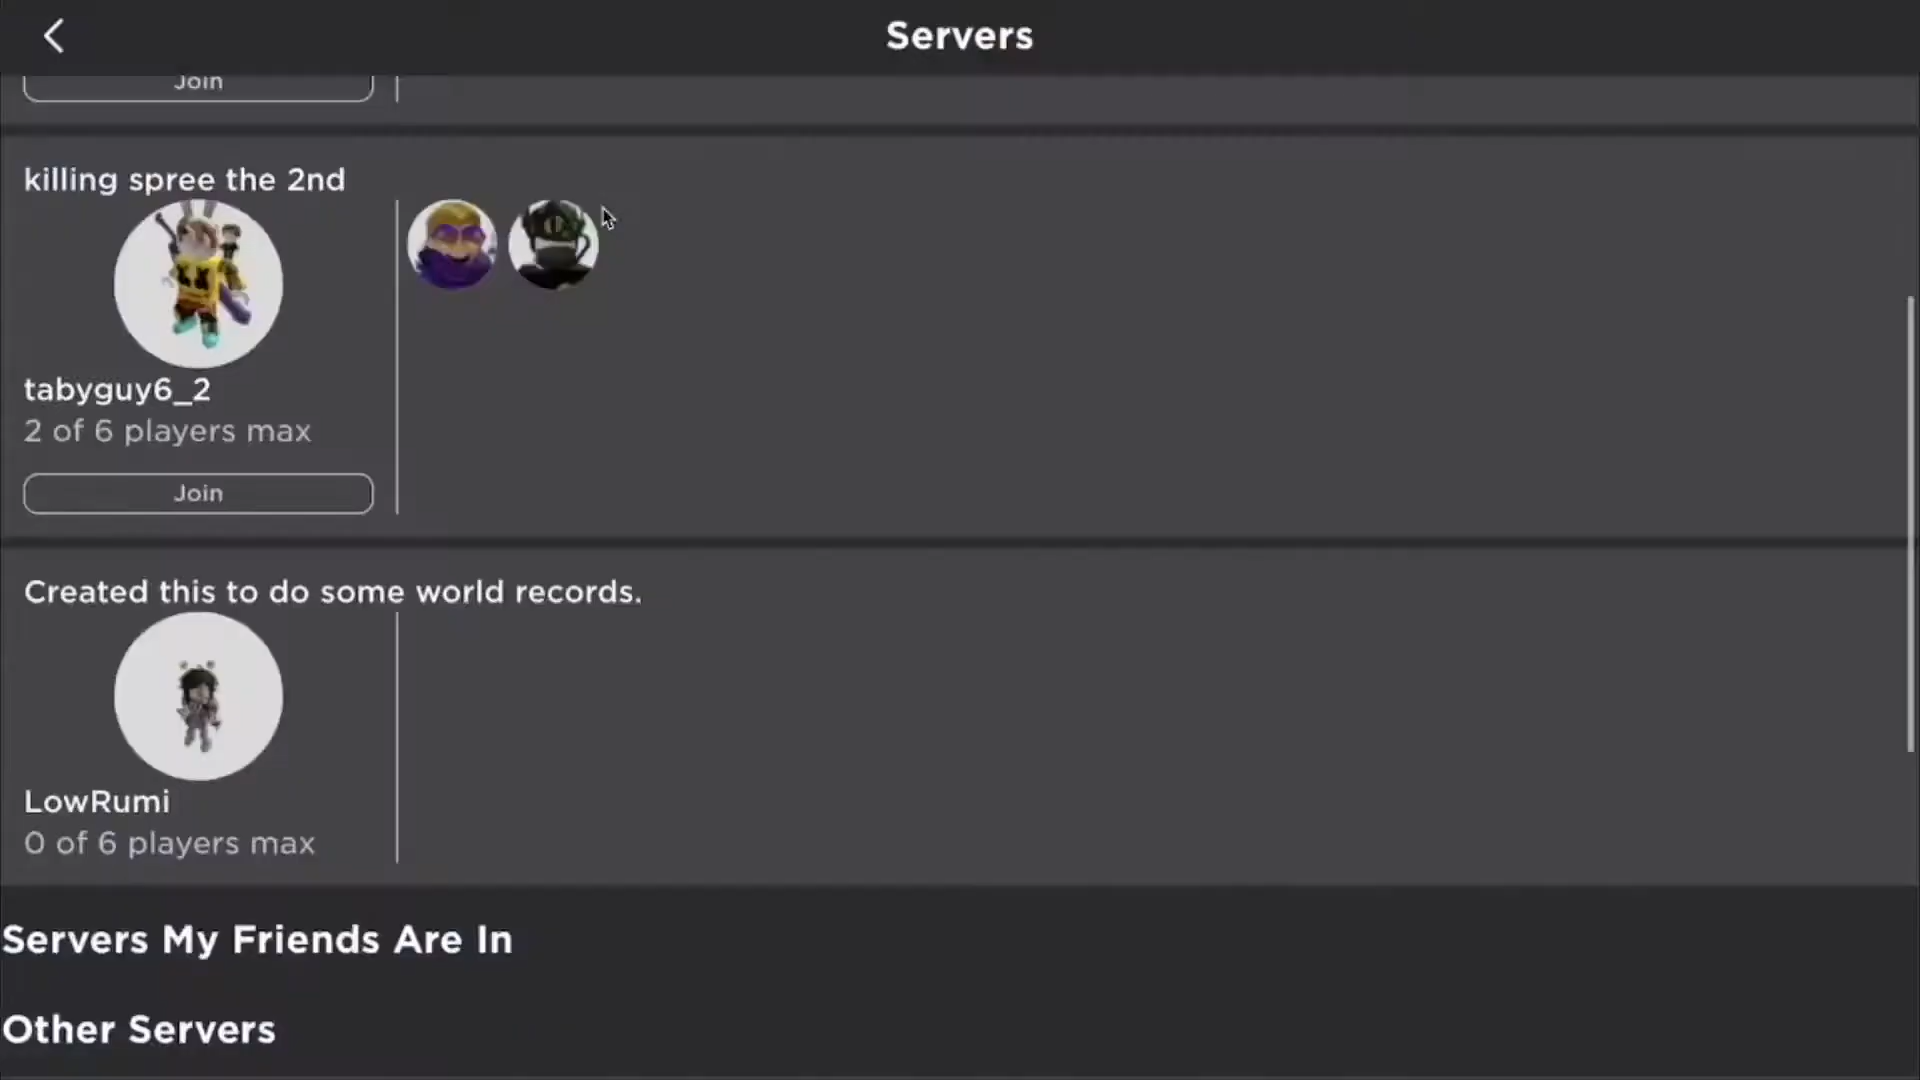 Servers
Join
killing spree the 2nd
tabyguy6_2
2 of 6 players max
Join
Created this to do some world records.
LowRumi
0 of 6 players max
Servers My Friends Are In
Other Servers